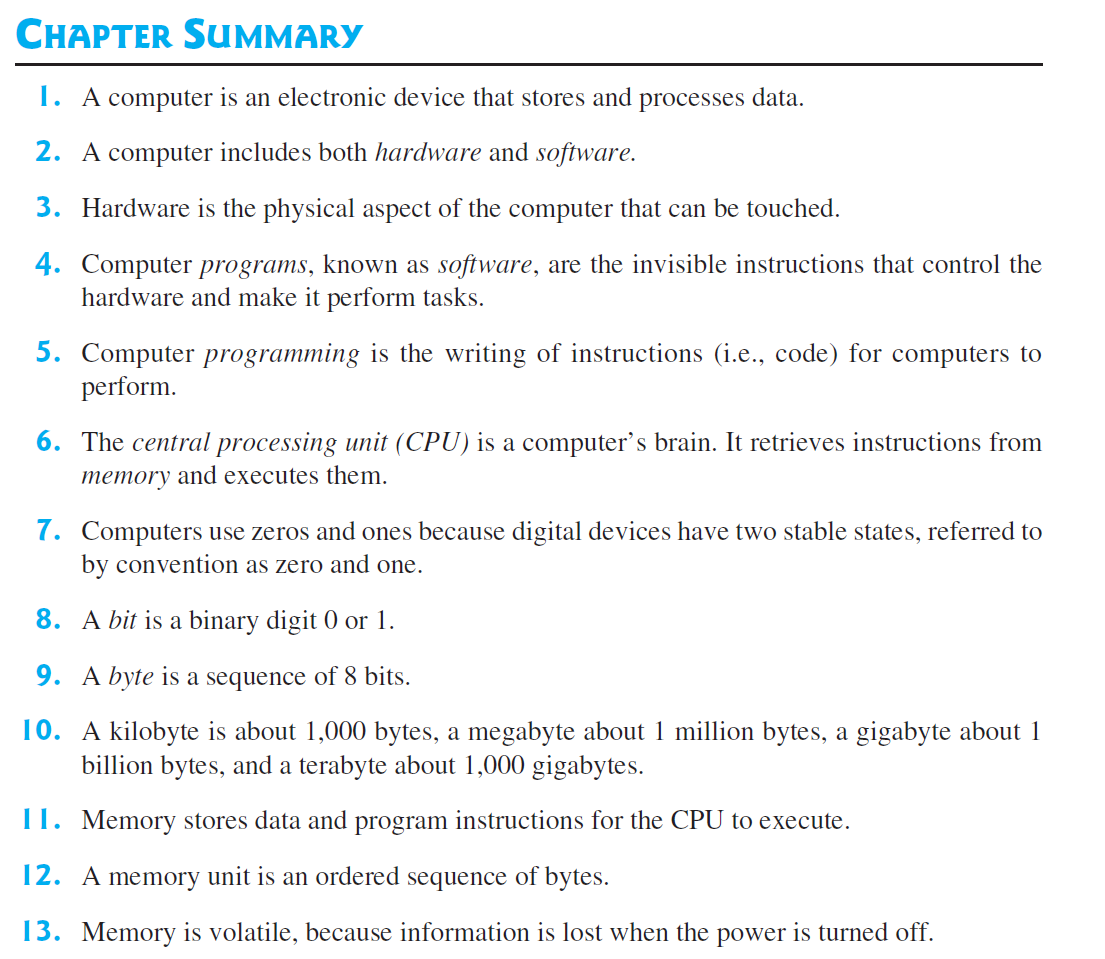 CHAPTER SUMMARY
1. A computer is an electronic device that stores and processes data.
2. A computer includes both hardware and software.
3. Hardware is the physical aspect of the computer that can be touched.
4. Computer programs, known as software, are the invisible instructions that control the
hardware and make it perform tasks.
5. Computer programming is the writing of instructions (i.e., code) for computers to
perform.
6. The central processing unit (CPU) is a computer’s brain. It retrieves instructions from
memory and executes them.
7. Computers use zeros and ones because digital devices have two stable states, referred to
by convention as zero and one.
8. A bit is a binary digit 0 or 1.
9. A byte is a sequence of 8 bits.
10. A kilobyte is about 1,000 bytes, a megabyte about 1 million bytes, a gigabyte about 1
billion bytes, and a terabyte about 1,000 gigabytes.
11. Memory stores data and program instructions for the CPU to execute.
12. A memory unit is an ordered sequence of bytes.
13. Memory is volatile, because information is lost when the power is turned off.